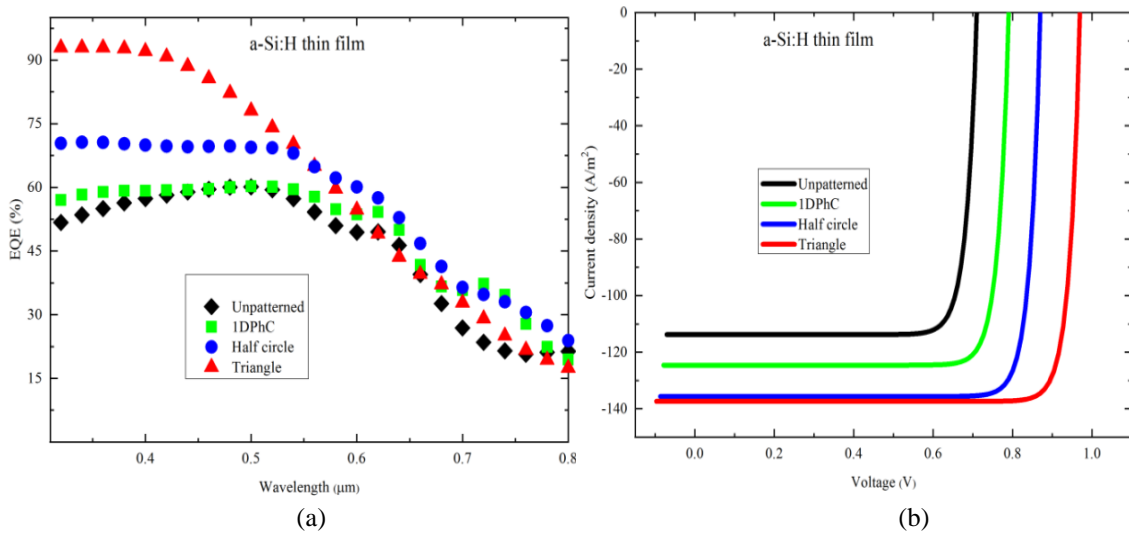 a-Si:H thin film
EQE (%)
90
75
60
45
30
15
Unpatterned
1DPhC
Half circle
Triangle
0.4
0.5
0.6
0.7
0.8
Wavelength (μm)
(a)
a-Si:H thin film
Current density (A/m²)
0
-20
-40
-60
-80
-100
-120
-140
Unpatterned
1DPhC
Half circle
Triangle
0.0
0.2
0.4
0.6
0.8
1.0
Voltage (V)
(b)